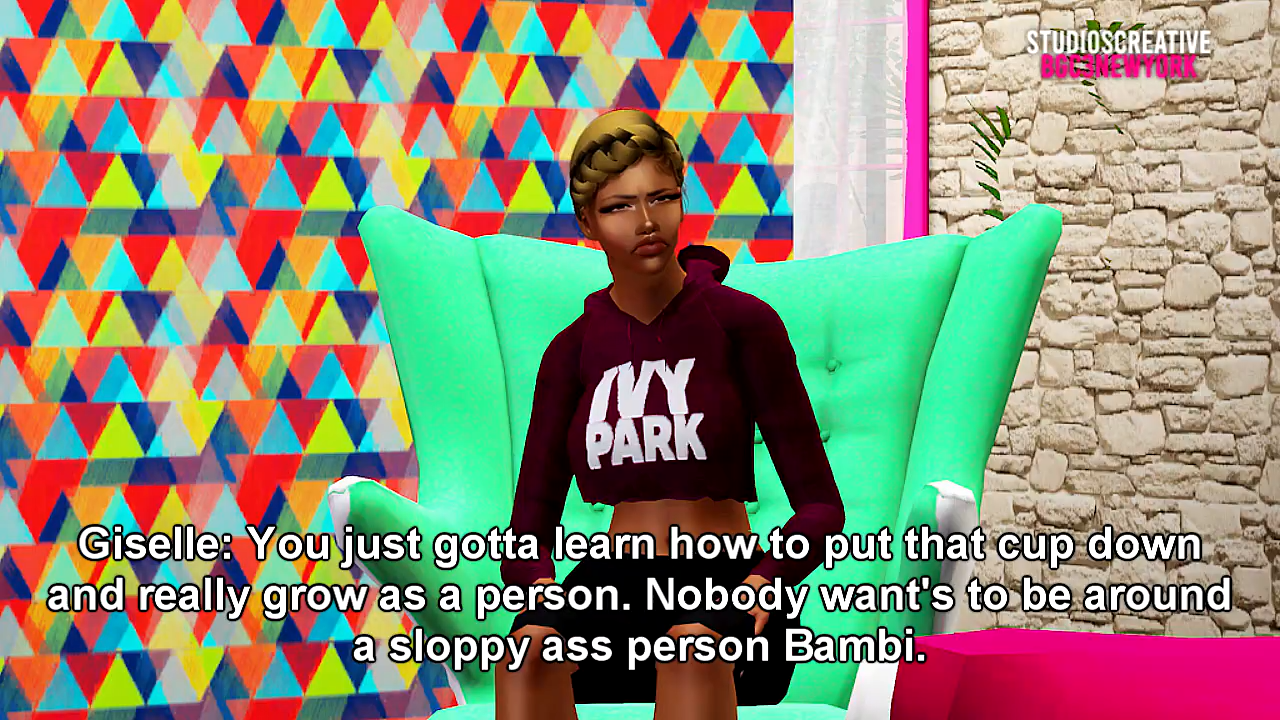 STUDIOSCREATIVE
BGC3NEWYORK
IVY
PARK
Giselle: You just gotta learn how to put that cup down
and really grow as a person. Nobody want's to be around
a sloppy ass person Bambi.